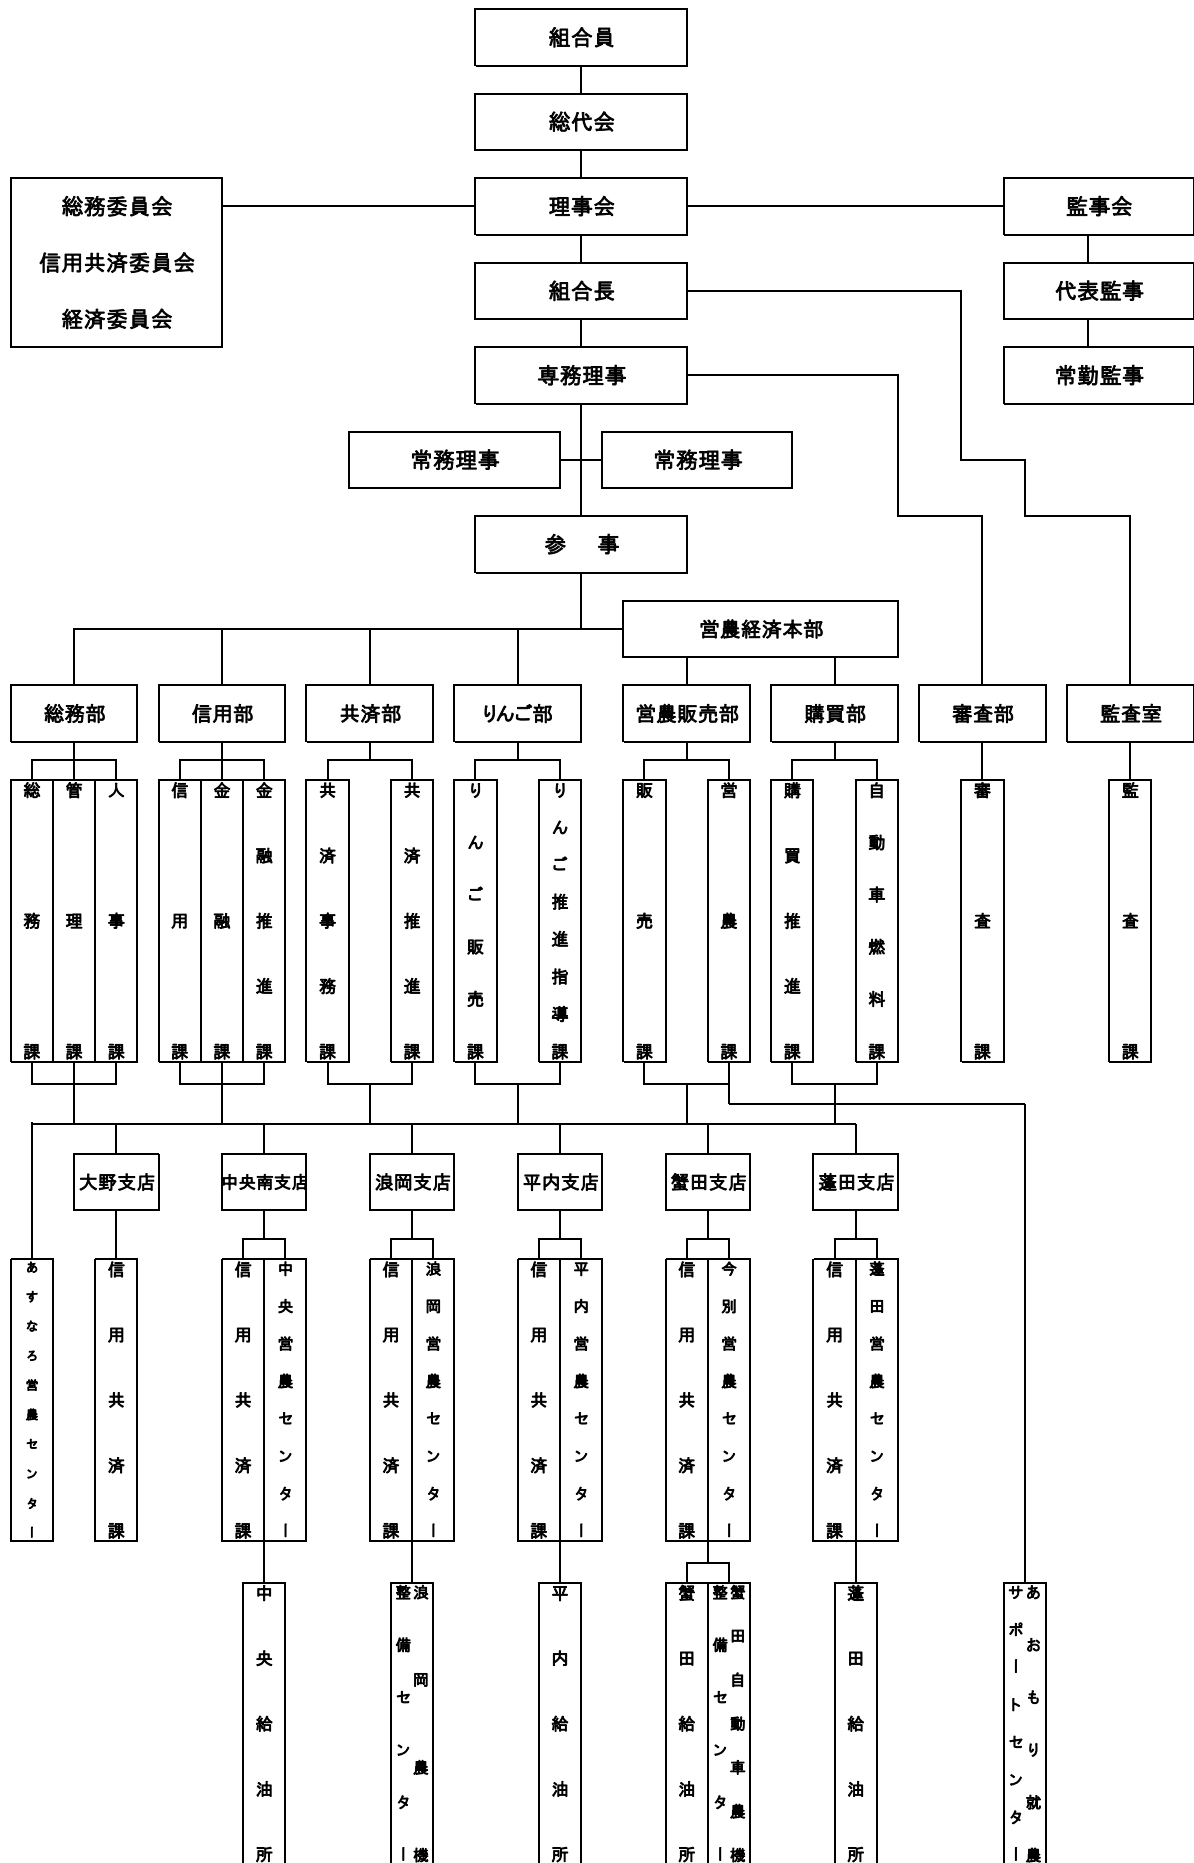 組合員
総代会
総務委員会
信用共済委員会
経済委員会
理事会
監事会
組合長
代表監事
専務理事
常勤監事
常務理事
常務理事
参　事
営農経済本部
総務部
信用部
共済部
りんご部
営農販売部
購買部
審査部
監査室
総務課
管理課
人事課
信用課
金融課
金融推進課
共済事務課
共済推進課
りんご販売課
りんご推進指導課
販売課
営農課
購買推進課
自動車燃料課
審査課
監査課
大野支店
中央南支店
浪岡支店
平内支店
蟹田支店
蓬田支店
あすなろ営農センター
信用共済課
信用共済課
中央営農センター
信用共済課
浪岡営農センター
信用共済課
平内営農センター
信用共済課
今別営農センター
信用共済課
蓬田営農センター
中央給油所
浪岡農機
整備センター
平内給油所
蟹田給油所
蟹田自動車農機
整備センター
蓬田給油所
あおもり就農
サポートセンター